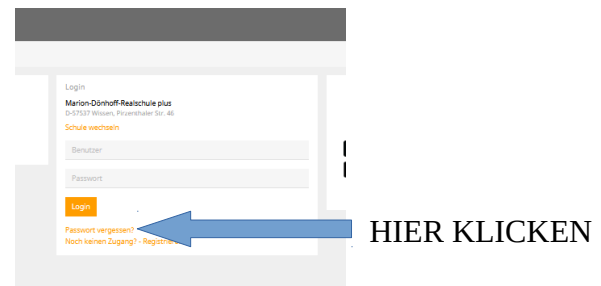 Login
Marion-Dönhoff-Realschule plus
D-57537 Wissen, Pirzenthaler Str. 46
Schule wechseln
Benutzer
Passwort
Login
Passwort vergessen?
Noch keinen Zugang? -
HIER KLICKEN